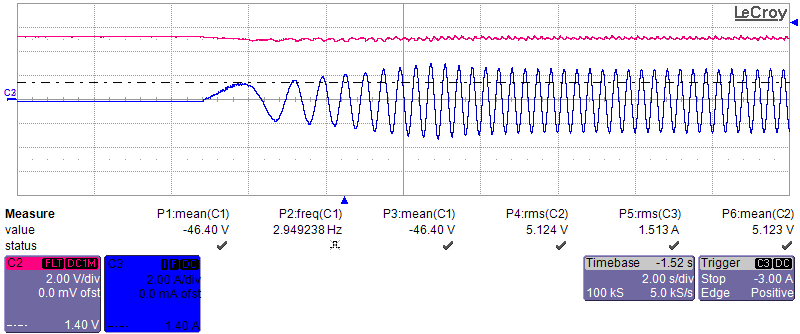 LeCroy
C3
Measure P1:mean(C1) P2:freq(C1) P3:mean(C1) P4:rms(C2) P5:rms(C3) P6:mean(C2)
value -46.40 V 2.949238 Hz -46.40 V 5.124 V 1.513 A 5.123 V
status
C2 FLT DC1M
2.00 V/div
0.0 mV ofst
1.40 V
C3 F DC
2.00 A/div
0.0 mA ofst
1.40 A
Timebase -1.52 s
2.00 s/div
100 kS 5.0 kS/s
Trigger C3 DC
Stop -3.00 A
Edge Positive